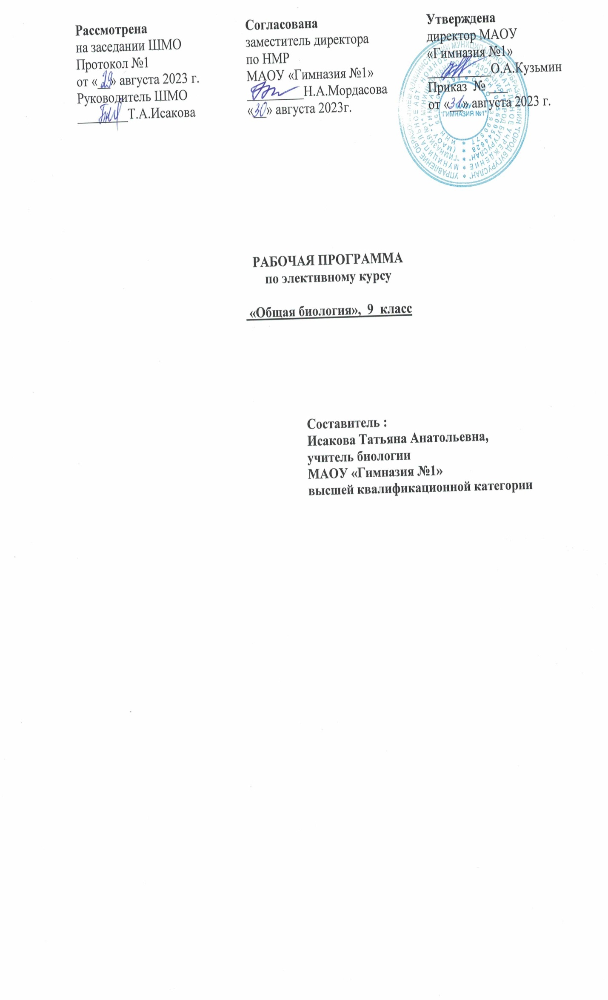 Рассмотрена
на заседании ШМО
Протокол №1
от «29» августа 2023 г.
Руководитель ШМО
_________Т.А.Исакова
Согласована
заместитель директора
по НМР
МАОУ «Гимназия №1»
_________Н.А.Мордасова
«30» августа 2023г.
Утверждена
директор МАОУ
«Гимназия №1»
__________О.А.Кузьмин
Приказ № ___
от «31» августа 2023 г.
МАОУ
"ГИМНАЗИЯ №1"
РАБОЧАЯ ПРОГРАММА
по элективному курсу
«Общая биология», 9 класс
Составитель :
Исакова Татьяна Анатольевна,
учитель биологии
МАОУ «Гимназия №1»
высшей квалификационной категории